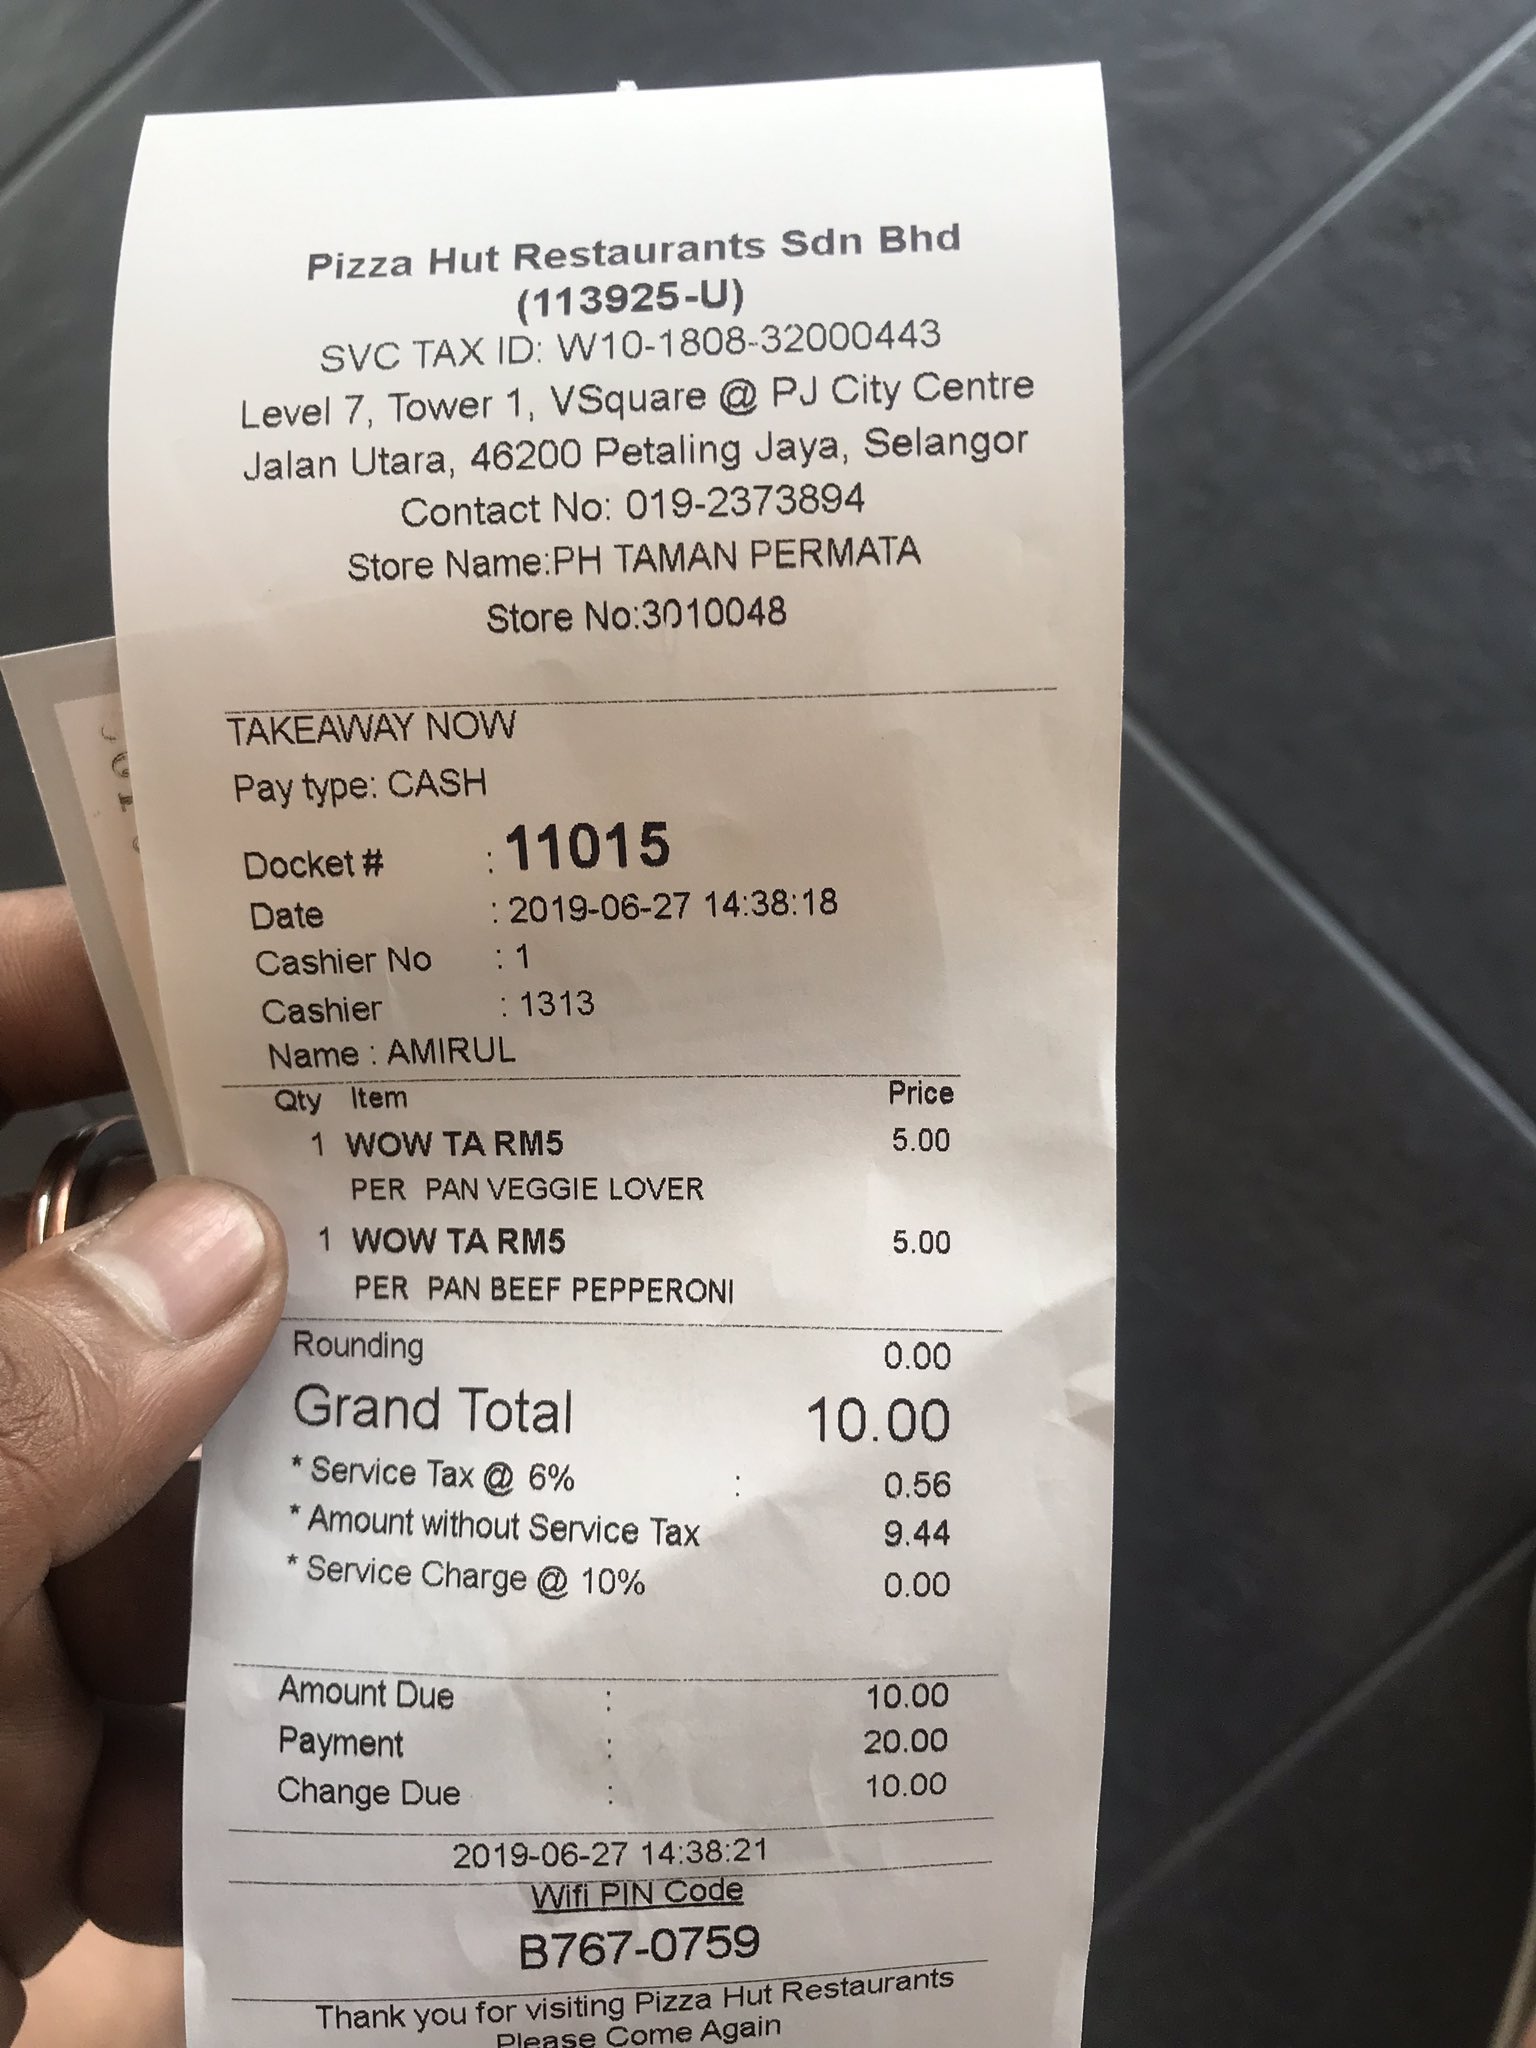 Pizza Hut Restaurants Sdn Bhd
(113925-U)
SVC TAX ID: W10-1808-32000443
Level 7, Tower 1, VSquare @ PJ City Centre
Jalan Utara, 46200 Petaling Jaya, Selangor
Contact No: 019-2373894
Store Name:PH TAMAN PERMATA
Store No:3010048
TAKEAWAY NOW
Pay type: CASH
Docket # : 11015
Date : 2019-06-27 14:38:18
Cashier No : 1
Cashier : 1313
Name : AMIRUL
Qty Item Price
1 WOW TA RM5 5.00
PER PAN VEGGIE LOVER
1 WOW TA RM5 5.00
PER PAN BEEF PEPPERONI
Rounding 0.00
Grand Total 10.00
* Service Tax @ 6% : 0.56
* Amount without Service Tax 9.44
* Service Charge @ 10% 0.00
Amount Due : 10.00
Payment : 20.00
Change Due : 10.00
2019-06-27 14:38:21
Wifi PIN Code
B767-0759
Thank you for visiting Pizza Hut Restaurants
Please Come Again